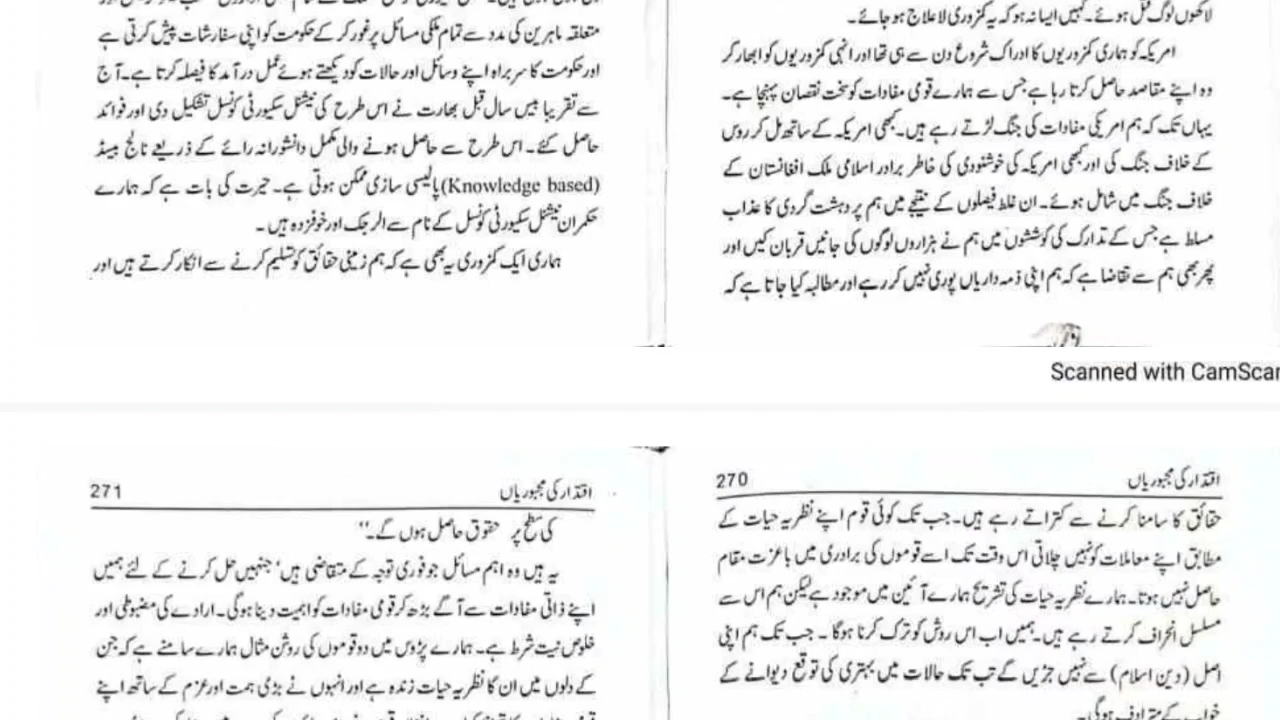 لاکھوں لوگ قتل ہوئے۔ کہیں ایسا نہ ہو کہ یہ کمزوری لاعلاج ہو جائے۔
امریکہ کو ہماری کمزوریوں کا ادراک شروع دن سے ہی تھا اور انہی کمزوریوں کو ابھار کر
وہ اپنے مقاصد حاصل کرتا رہا ہے جس سے ہمارے قومی مفادات کو سخت نقصان پہنچا ہے۔
یہاں تک کہ ہم امریکی مفادات کی جنگ لڑتے رہے ہیں۔ کبھی امریکہ کے ساتھ مل کر روس
کے خلاف جنگ کی اور کبھی امریکہ کی خوشنودی کی خاطر برادر اسلامی ملک افغانستان کے
خلاف جنگ میں شامل ہوئے۔ ان غلط فیصلوں کے نتیجے میں ہم پر دہشت گردی کا عذاب
مسلط ہے جس کے تدارک کی کوششوں میں ہم نے ہزاروں لوگوں کی جانیں قربان کیں اور
پھر بھی ہم سے تقاضا ہے کہ ہم اپنی ذمہ داریاں پوری نہیں کر رہے اور مطالبہ کیا جاتا ہے کہ
متعلقہ ماہرین کی مدد سے تمام ملکی مسائل پر غور کر کے حکومت کو اپنی سفارشات پیش کرتی ہے
اور حکومت کا سربراہ اپنے وسائل اور حالات کو دیکھتے ہوئے عمل درآمد کا فیصلہ کرتا ہے۔ آج
سے تقریباً بیس سال قبل بھارت نے اس طرح کی نیشنل سکیورٹی کونسل تشکیل دی اور فوائد
حاصل کئے۔ اس طرح سے حاصل ہونے والی مکمل دانشورانہ رائے کے ذریعے نالج بیسڈ
(Knowledge based) پالیسی سازی ممکن ہوتی ہے۔ حیرت کی بات ہے کہ ہمارے
حکمران نیشنل سکیورٹی کونسل کے نام سے الرجک اور خوفزدہ ہیں۔
ہماری ایک کمزوری یہ بھی ہے کہ ہم زمینی حقائق کو تسلیم کرنے سے انکار کرتے ہیں اور
Scanned with CamScan
اقتدار کی مجبوریاں 270
حقائق کا سامنا کرنے سے کتراتے رہے ہیں۔ جب تک کوئی قوم اپنے نظریہ حیات کے
مطابق اپنے معاملات کو نہیں چلاتی اس وقت تک اسے قوموں کی برادری میں باعزت مقام
حاصل نہیں ہوتا۔ ہمارے نظریہ حیات کی تشریح ہمارے آئین میں موجود ہے لیکن ہم اس سے
مسلسل انحراف کرتے رہے ہیں۔ ہمیں اب اس روش کو ترک کرنا ہوگا۔ جب تک ہم اپنی
اصل (دین اسلام) سے نہیں جڑیں گے تب تک حالات میں بہتری کی توقع دیوانے کے
خواب کے مترادف ہوگی۔
اقتدار کی مجبوریاں 271
کی سطح پر حقوق حاصل ہوں گے۔"
یہ ہیں وہ اہم مسائل جو فوری توجہ کے متقاضی ہیں' جنہیں حل کرنے کے لئے ہمیں
اپنے ذاتی مفادات سے آگے بڑھ کر قومی مفادات کو اہمیت دینا ہوگی۔ ارادے کی مضبوطی اور
خلوص نیت شرط ہے۔ ہمارے پڑوس میں دو قوموں کی روشن مثال ہمارے سامنے ہے کہ جن
کے دلوں میں ان کا نظریہ حیات زندہ ہے اور انہوں نے بڑی ہمت اور عزم کے ساتھ اپنے